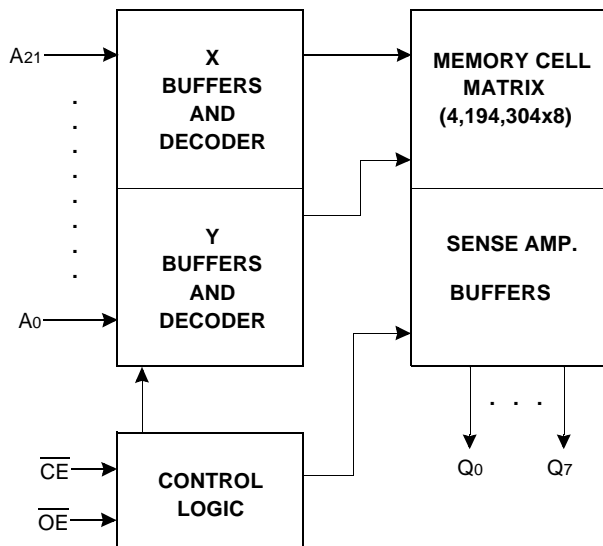 A21
X
BUFFERS
AND
DECODER
MEMORY CELL
MATRIX
(4,194,304x8)
Y
BUFFERS
AND
DECODER
SENSE AMP.
BUFFERS
A0
CE
OE
CONTROL
LOGIC
Q0
Q7